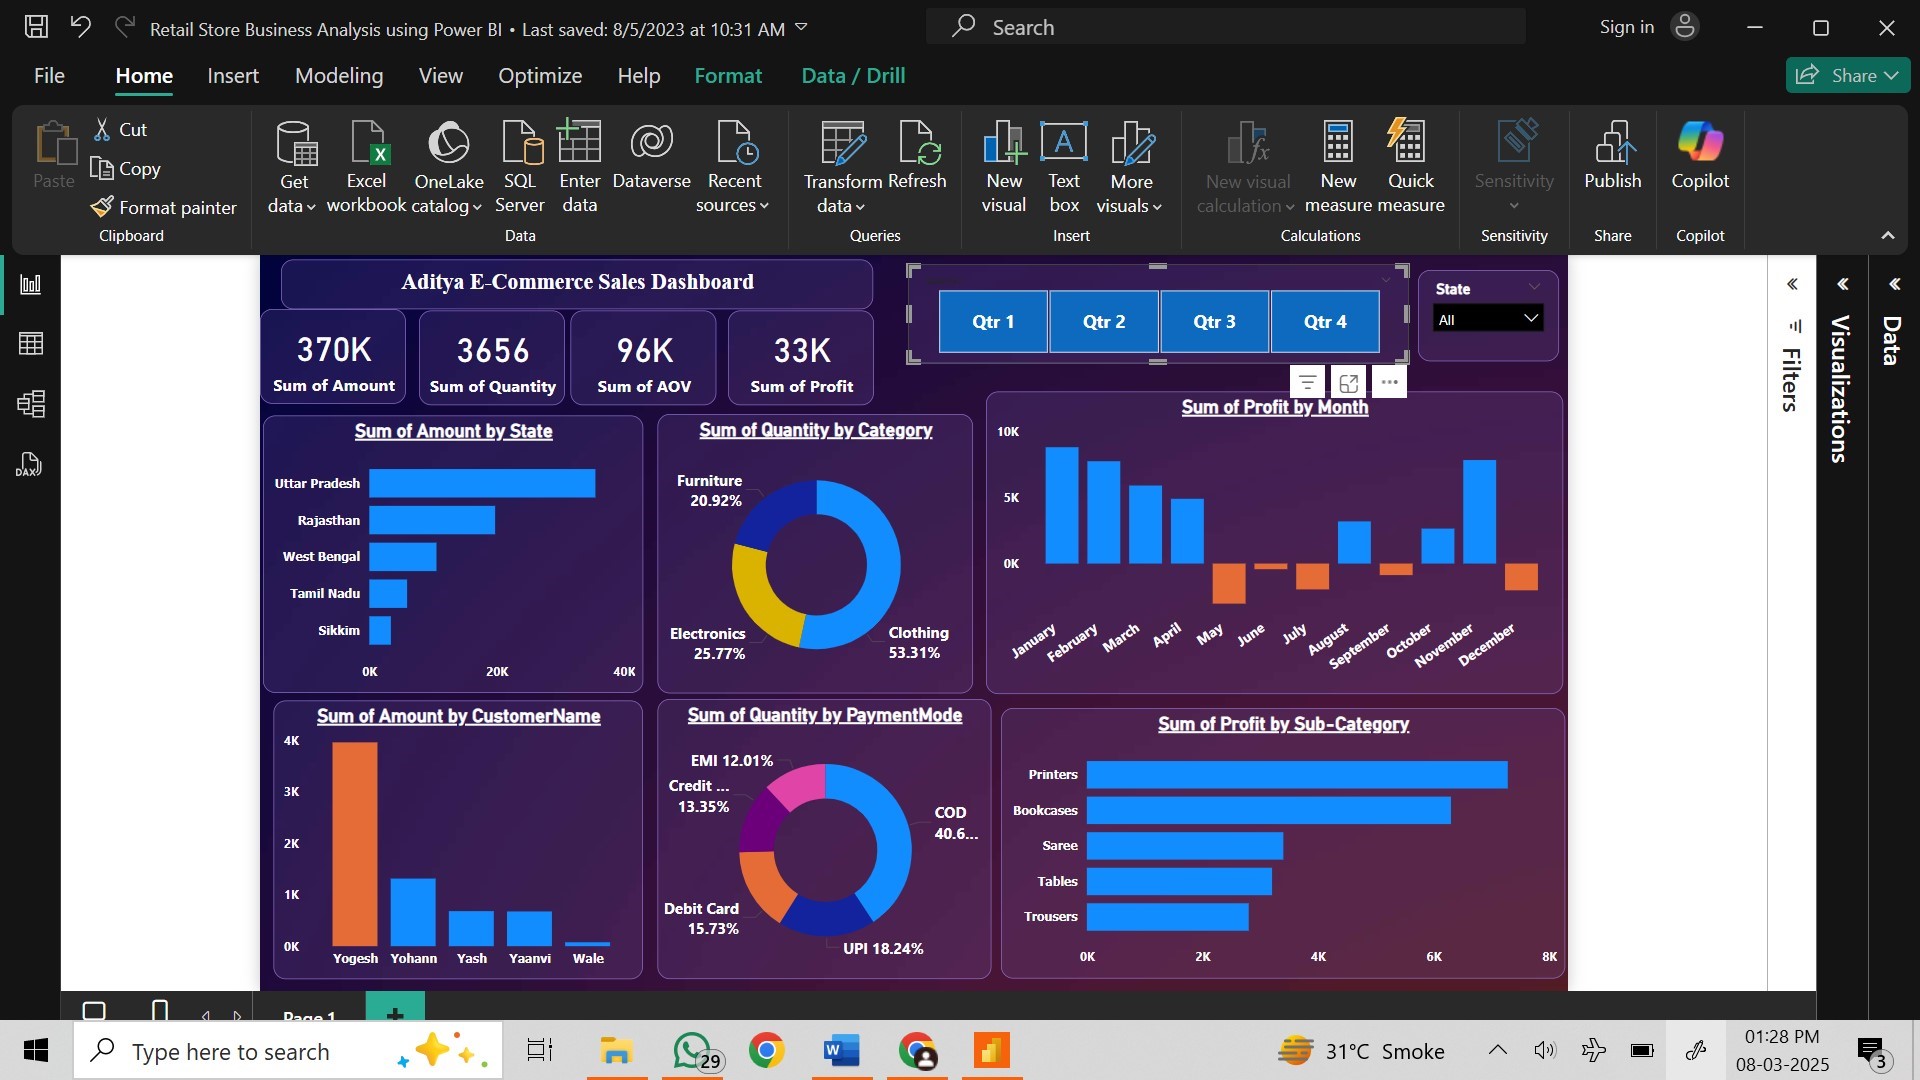 Retail Store Business Analysis using Power BI • Last saved: 8/5/2023 at 10:31 AM
Search
Sign in
File Home Insert Modeling View Optimize Help Format Data / Drill
Share
Paste
Cut
Copy
Format painter
Clipboard
Get data
Excel workbook
OneLake catalog
SQL Server
Enter data
Dataverse
Recent sources
Data
Transform data
Refresh
Queries
New visual
Text box
More visuals
Insert
New visual calculation
New measure
Quick measure
Calculations
Sensitivity
Sensitivity
Publish
Share
Copilot
Copilot
DAX
Aditya E-Commerce Sales Dashboard
370K
Sum of Amount
3656
Sum of Quantity
96K
Sum of AOV
33K
Sum of Profit
Qtr 1 Qtr 2 Qtr 3 Qtr 4
State
All
Filters
Visualizations
Data
Sum of Amount by State
Uttar Pradesh
Rajasthan
West Bengal
Tamil Nadu
Sikkim
0K 20K 40K
Sum of Quantity by Category
Furniture
20.92%
Electronics
25.77%
Clothing
53.31%
Sum of Profit by Month
10K
5K
0K
January February March April May June July August September October November December
Sum of Amount by CustomerName
4K
3K
2K
1K
0K
Yogesh Yohann Yash Yaanvi Wale
Sum of Quantity by PaymentMode
EMI 12.01%
Credit ...
13.35%
COD
40.6...
Debit Card
15.73%
UPI 18.24%
Sum of Profit by Sub-Category
Printers
Bookcases
Saree
Tables
Trousers
0K 2K 4K 6K 8K
Page 1
Type here to search
29
31°C Smoke
01:28 PM
08-03-2025
3